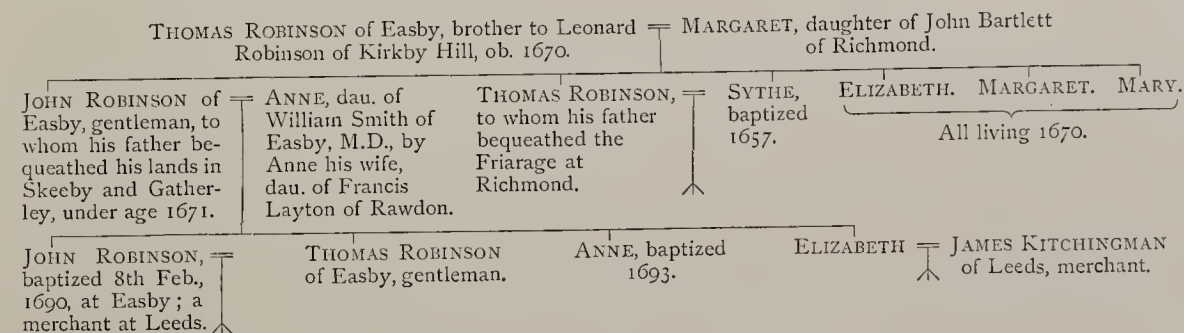 THOMAS ROBINSON of Easby, brother to Leonard
Robinson of Kirkby Hill, ob. 1670.
MARGARET, daughter of John Bartlett
of Richmond.
JOHN ROBINSON of
Easby, gentleman, to
whom his father be-
queathed his lands in
Skeeby and Gather-
ley, under age 1671.
ANNE, dau. of
William Smith of
Easby, M.D., by
Anne his wife,
dau. of Francis
Layton of Rawdon.
THOMAS ROBINSON,
to whom his father
bequeathed the
Friarage at
Richmond.
SYTHE,
baptized
1657.
ELIZABETH. MARGARET. MARY.
All living 1670.
JOHN ROBINSON,
baptized 8th Feb.,
1690, at Easby; a
merchant at Leeds.
THOMAS ROBINSON
of Easby, gentleman.
ANNE, baptized
1693.
ELIZABETH
JAMES KITCHINGMAN
of Leeds, merchant.